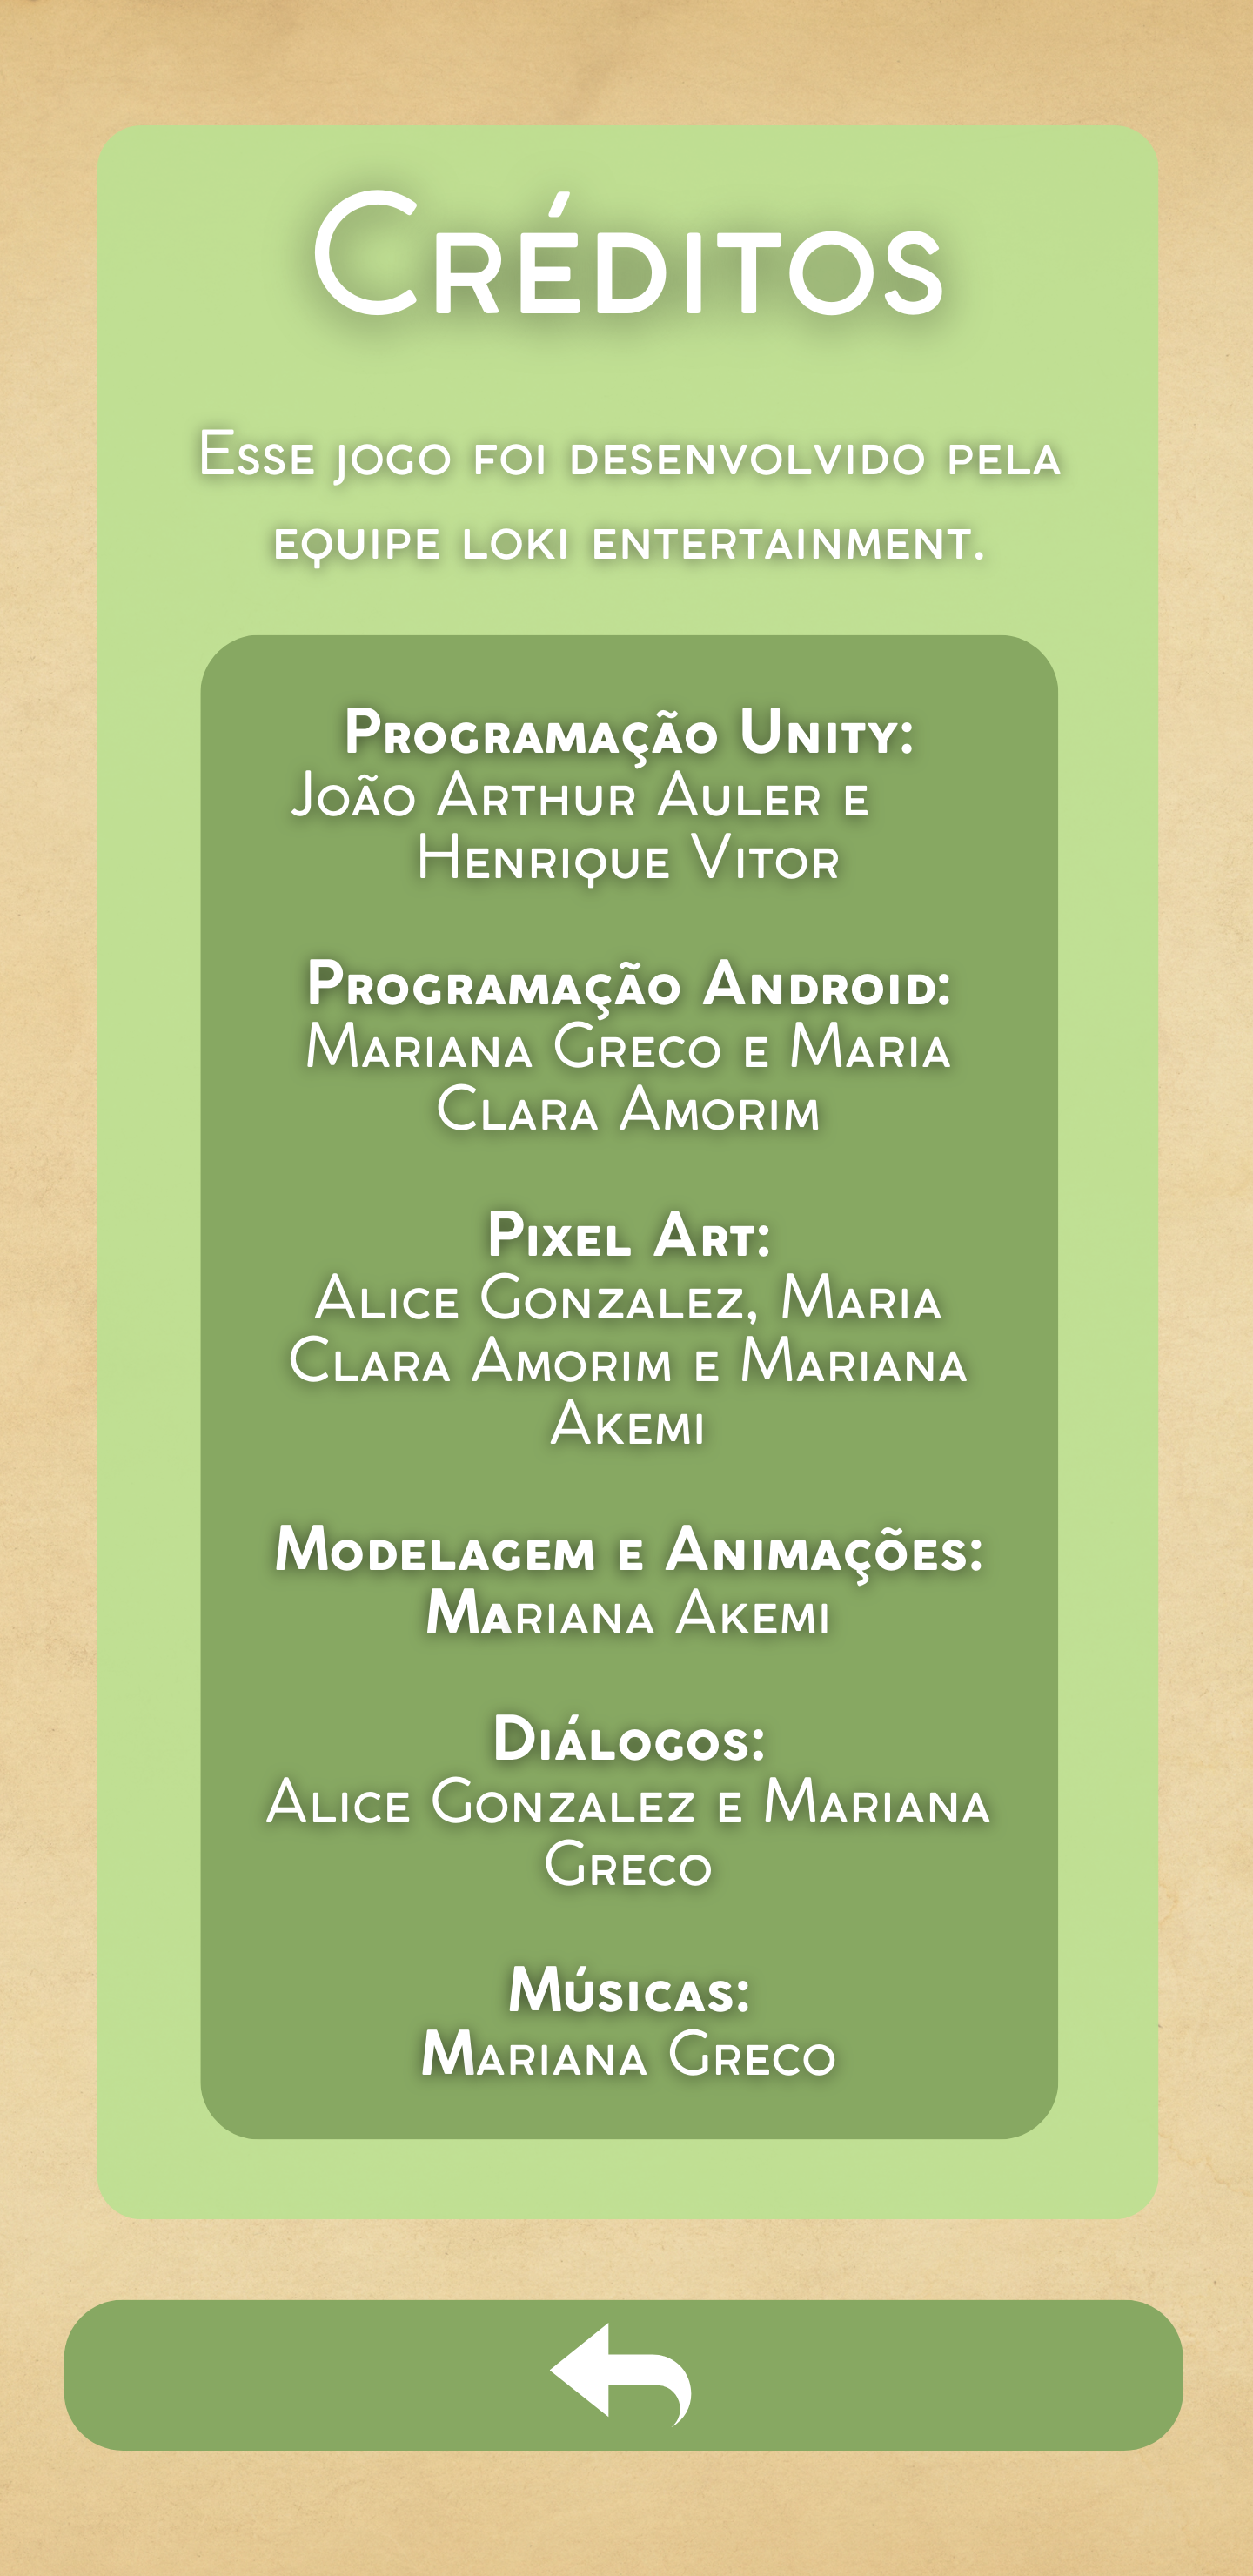 Créditos
Esse jogo foi desenvolvido pela
equipe loki entertainment.
Programação Unity:
João Arthur Auler e
Henrique Vitor
Programação Android:
Mariana Greco e Maria
Clara Amorim
Pixel Art:
Alice Gonzalez, Maria
Clara Amorim e Mariana
Akemi
Modelagem e Animações:
Mariana Akemi
Diálogos:
Alice Gonzalez e Mariana
Greco
Músicas:
Mariana Greco